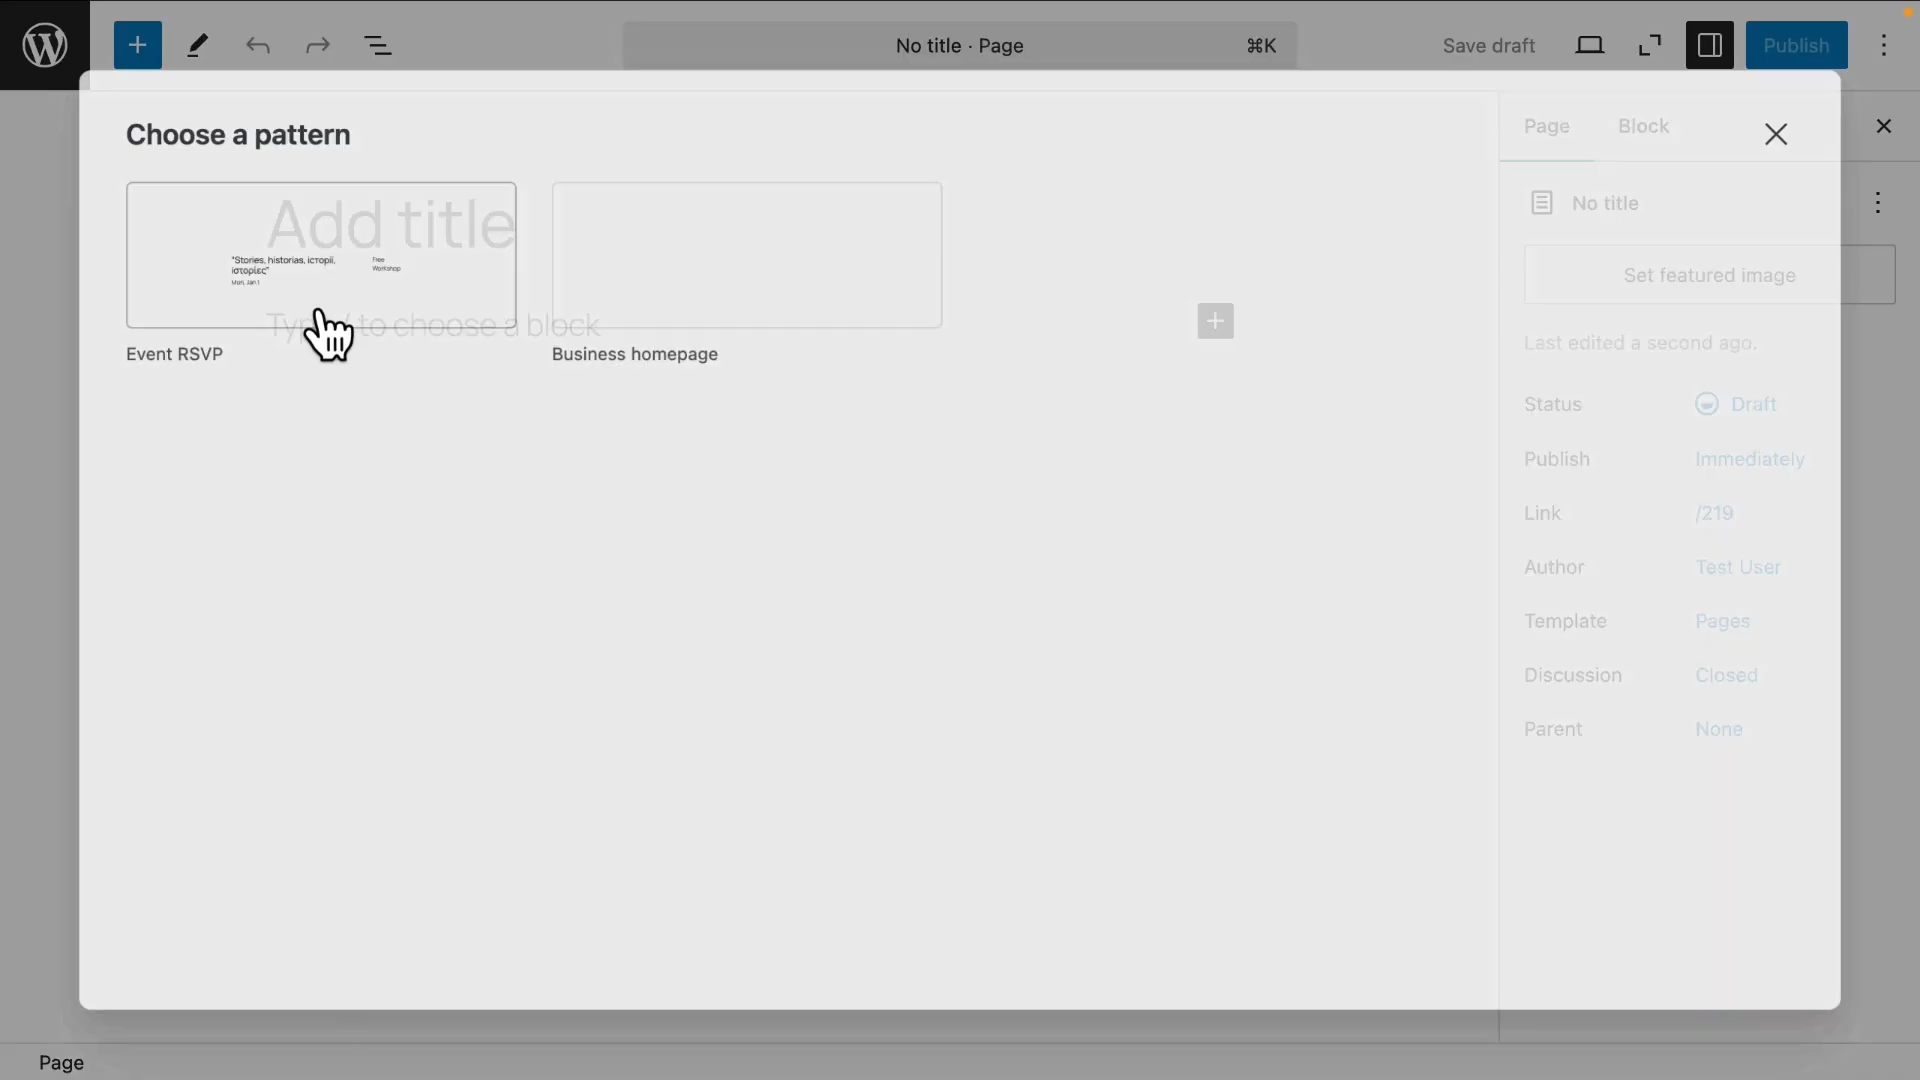 No title · Page
⌘K
Save draft
Publish
Choose a pattern
Page
Block
Add title
"Stories, historias, ιστορίι,
ιστορίες"
Mon, Jan 1
Free
Workshop
No title
Set featured image
to choose a block
Event RSVP
Business homepage
Last edited a second ago.
Status
Draft
Publish
Immediately
Link
/219
Author
Test User
Template
Pages
Discussion
Closed
Parent
None
Page